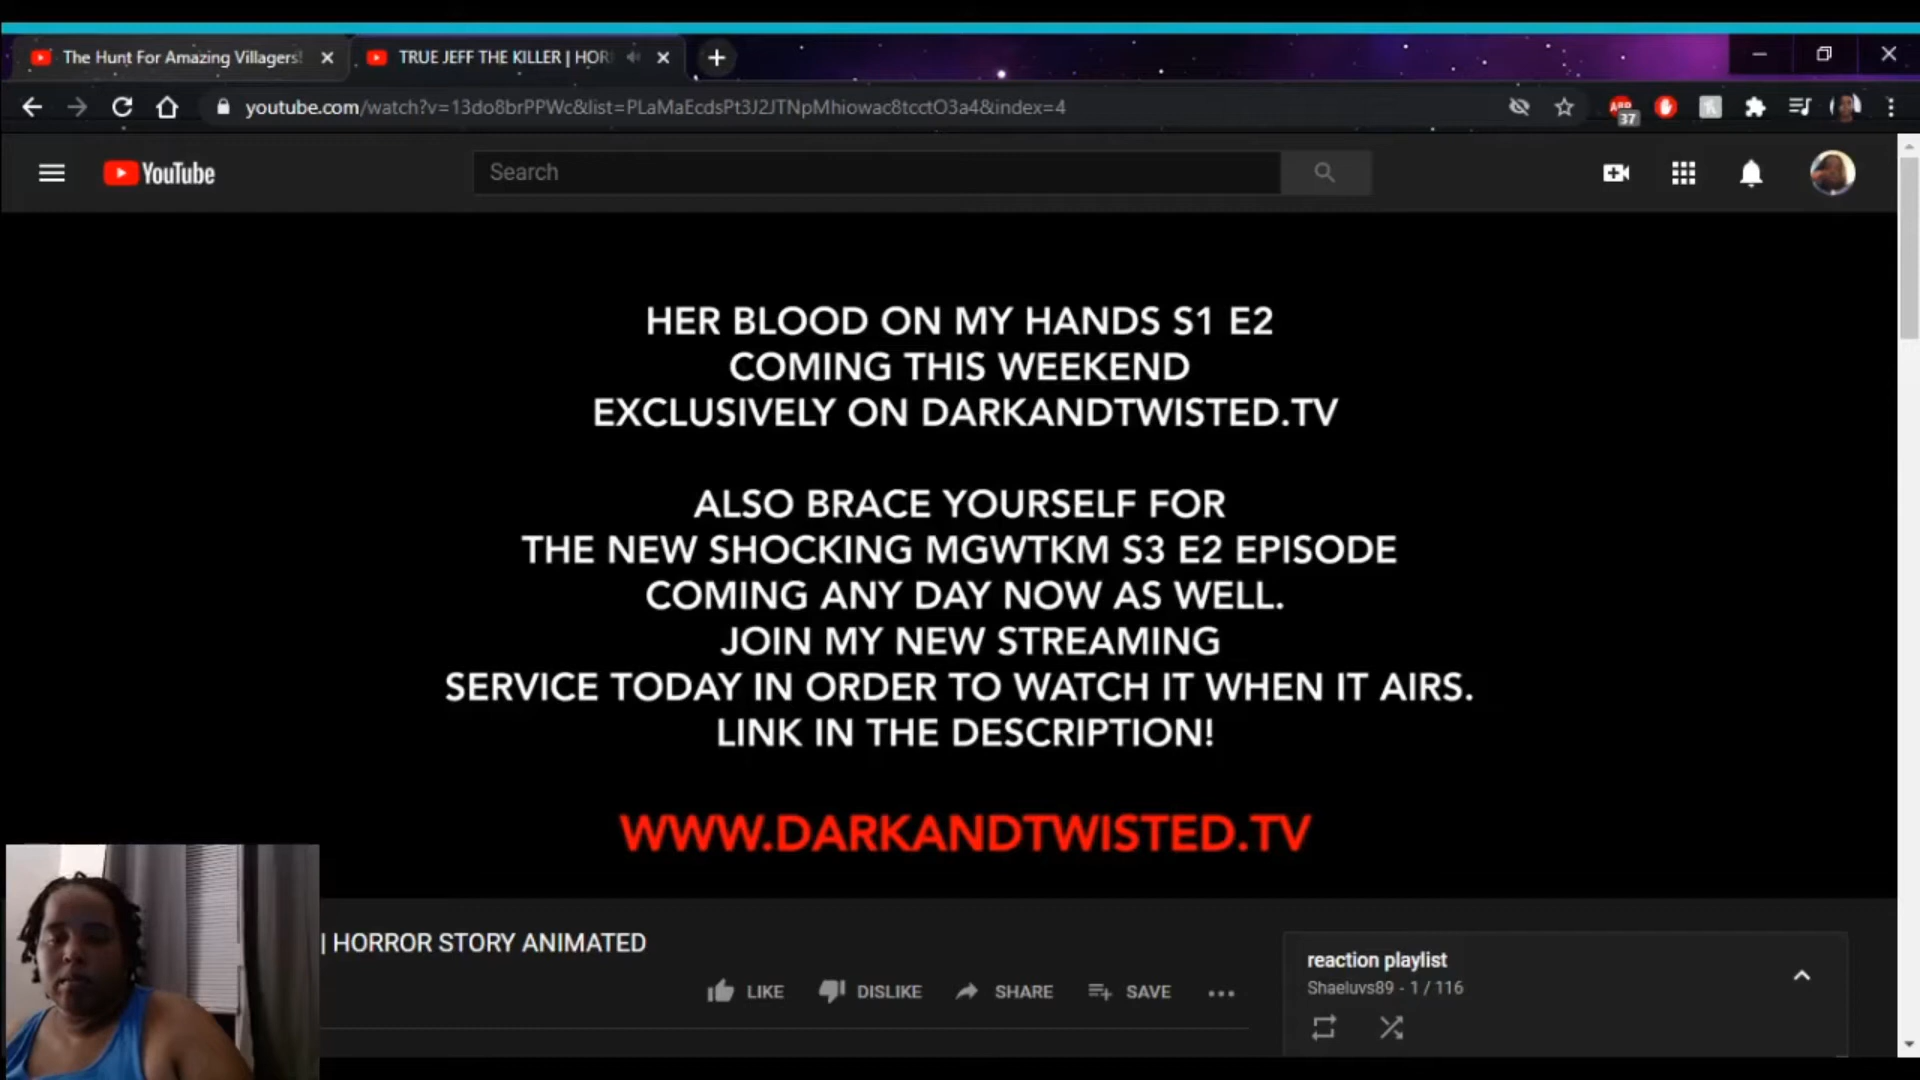 The Hunt For Amazing Villagers!
TRUE JEFF THE KILLER | HOR
youtube.com/watch?v=13do8brPPWc&list=PLaMaEcdsPt3J2JTNpMhiowac8tcctO3a4&index=4
ABP
37
YouTube
Search
HER BLOOD ON MY HANDS S1 E2
COMING THIS WEEKEND
EXCLUSIVELY ON DARKANDTWISTED.TV
ALSO BRACE YOURSELF FOR
THE NEW SHOCKING MGWTKM S3 E2 EPISODE
COMING ANY DAY NOW AS WELL.
JOIN MY NEW STREAMING
SERVICE TODAY IN ORDER TO WATCH IT WHEN IT AIRS.
LINK IN THE DESCRIPTION!
WWW.DARKANDTWISTED.TV
| HORROR STORY ANIMATED
LIKE DISLIKE SHARE SAVE
reaction playlist
Shaeluvs89 - 1 / 116